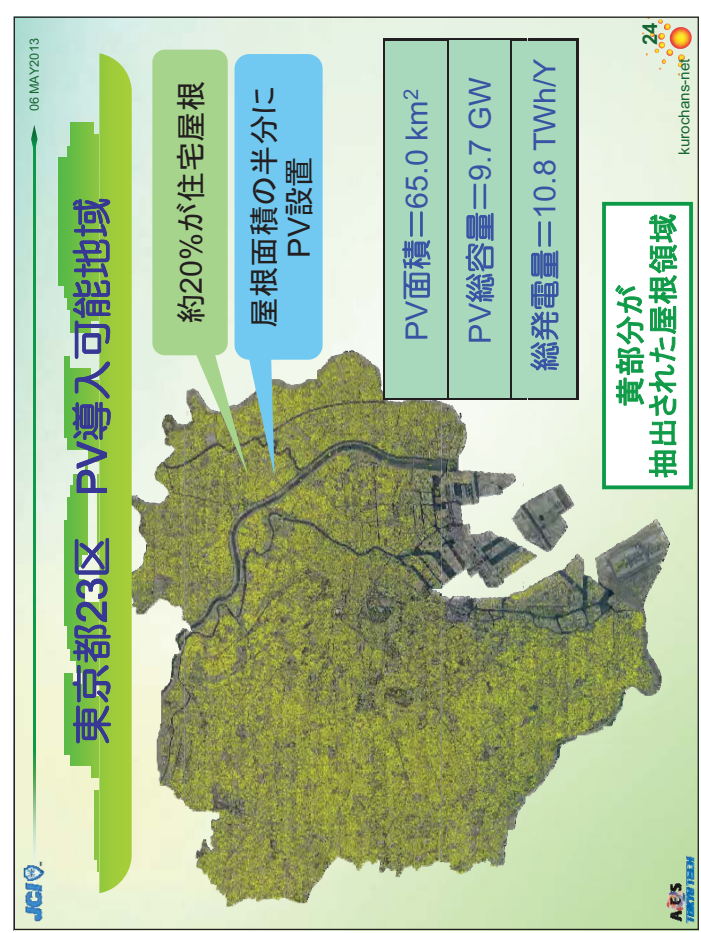 JCI
06 MAY2013
東京都23区 PV導入可能地域
約20%が住宅屋根
屋根面積の半分に
PV設置
PV面積＝65.0 km²
PV総容量＝9.7 GW
総発電量＝10.8 TWh/Y
黄部分が
抽出された屋根領域
kurochans-net
24